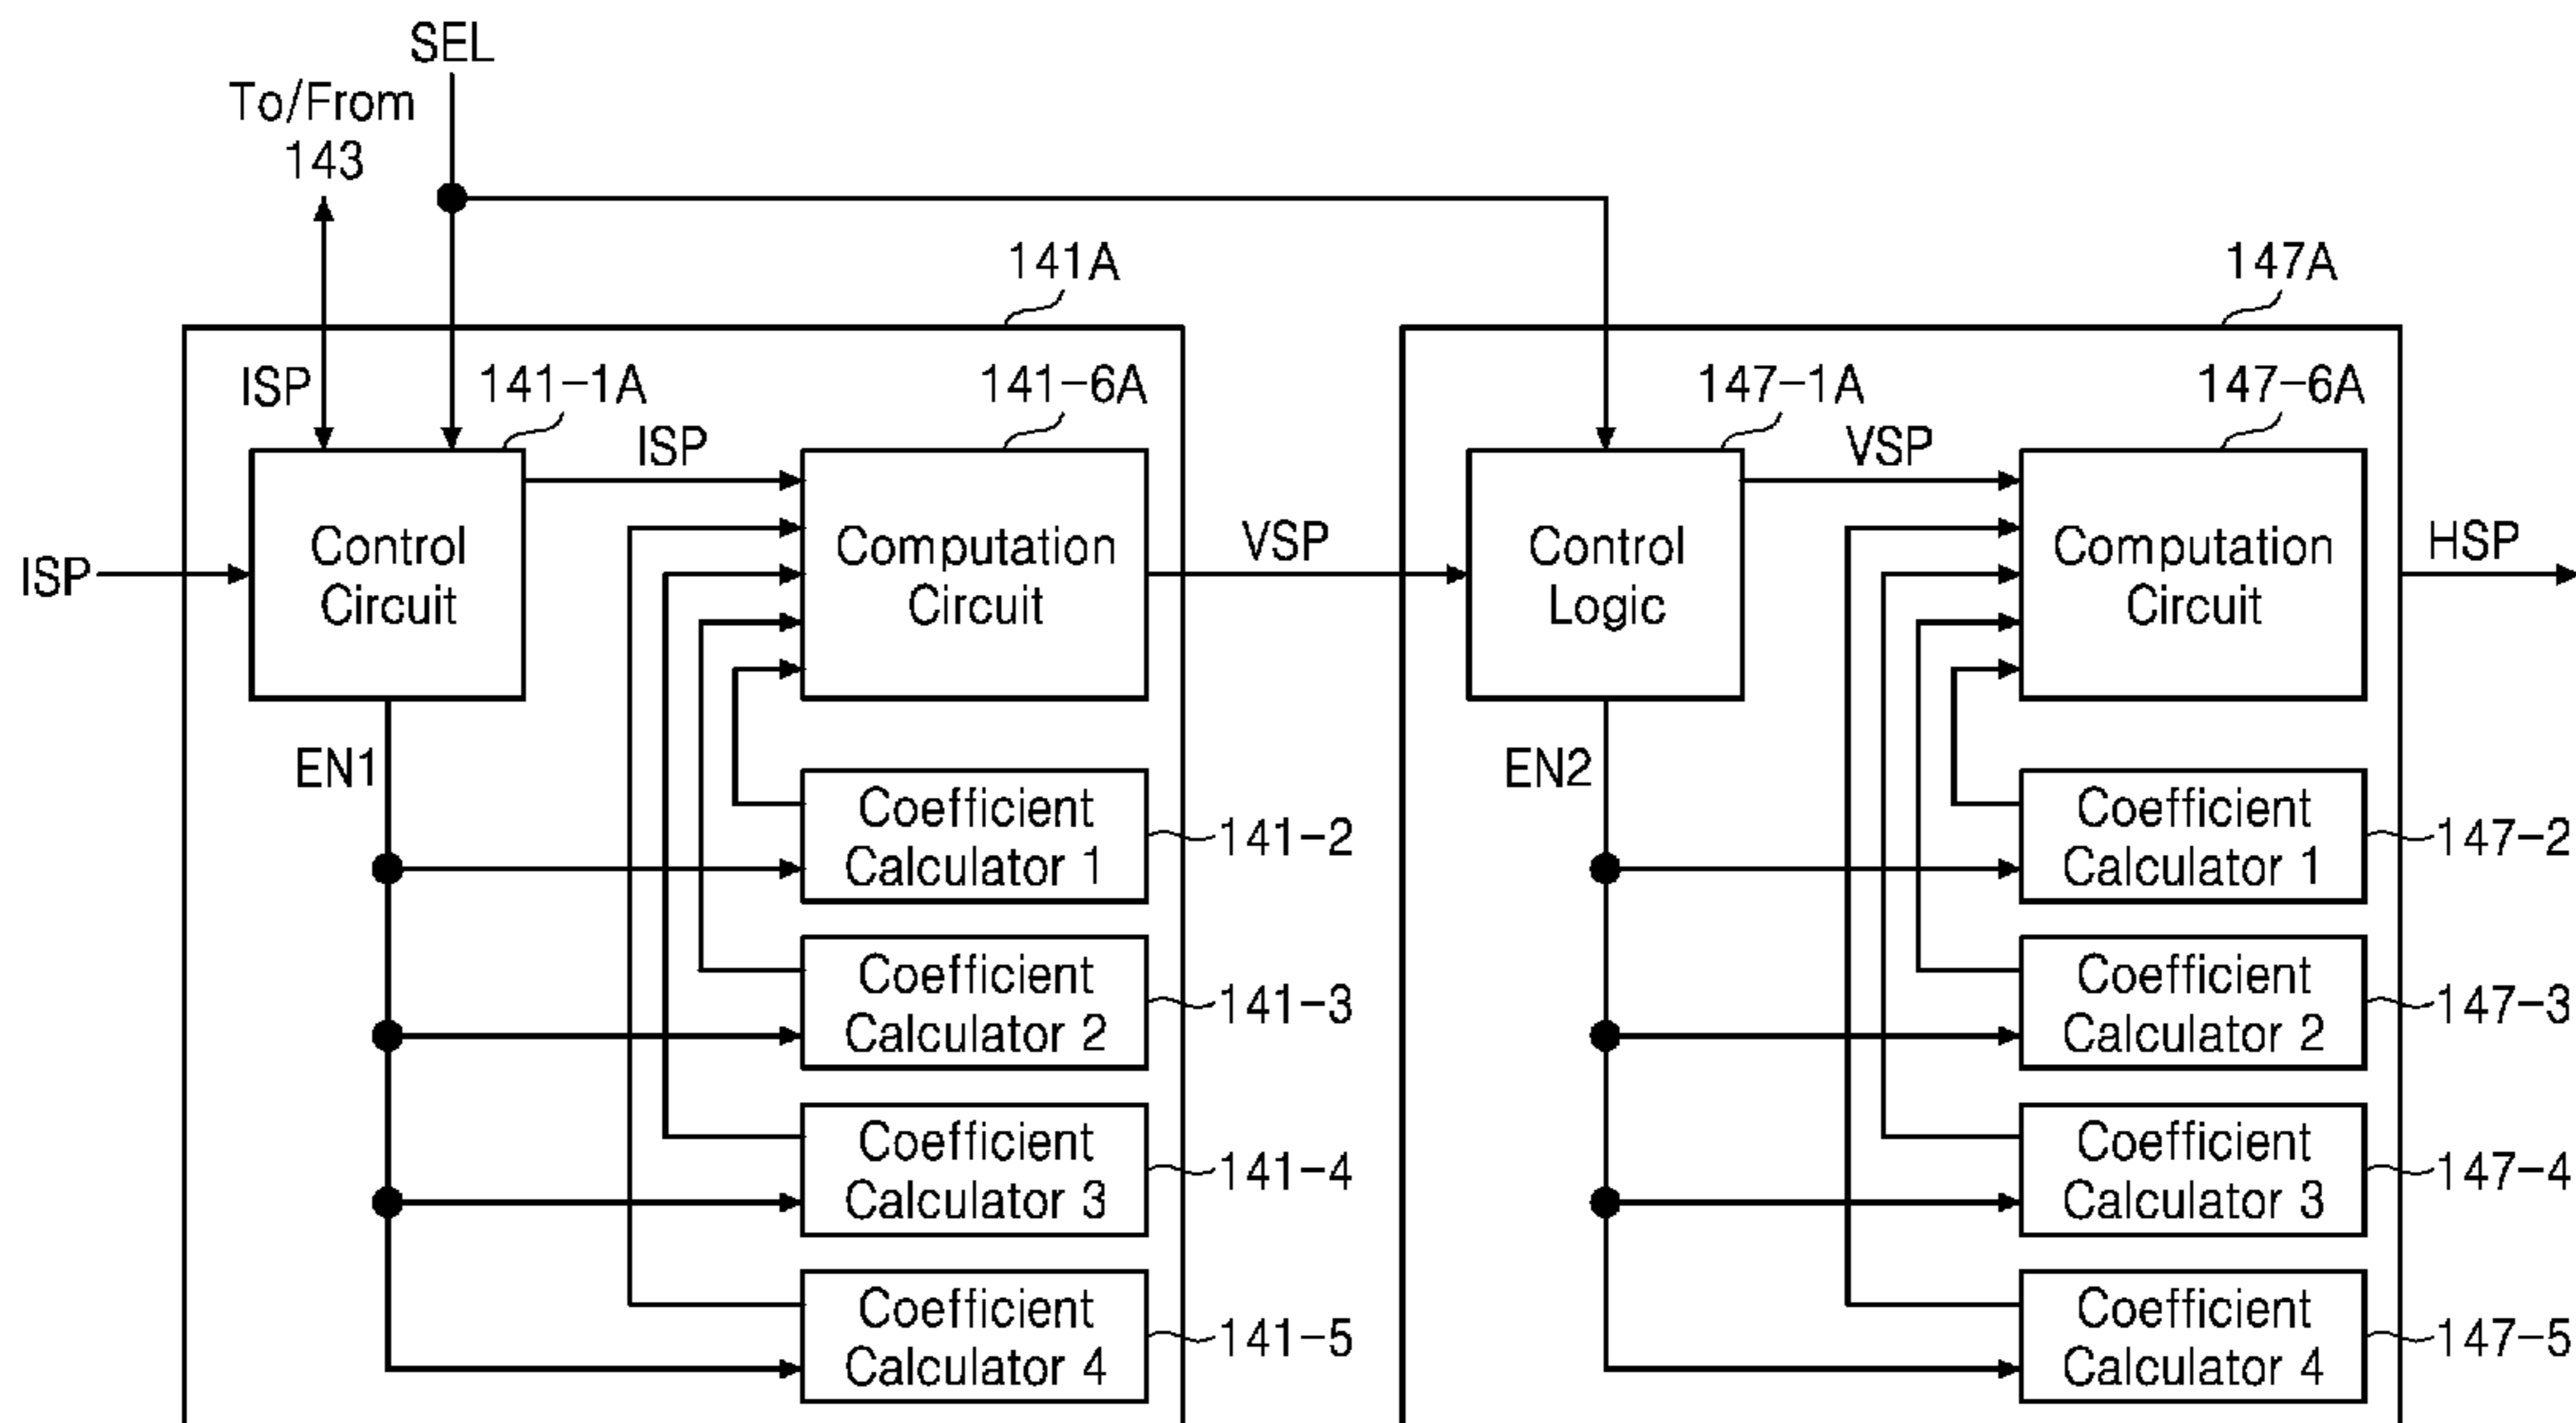 SEL
To/From
143
141A
147A
ISP
141-1A
141-6A
147-1A
147-6A
ISP
VSP
ISP
Control
Circuit
Computation
Circuit
VSP
Control
Logic
Computation
Circuit
HSP
EN1
EN2
Coefficient
Calculator 1
141-2
Coefficient
Calculator 1
147-2
Coefficient
Calculator 2
141-3
Coefficient
Calculator 2
147-3
Coefficient
Calculator 3
141-4
Coefficient
Calculator 3
147-4
Coefficient
Calculator 4
141-5
Coefficient
Calculator 4
147-5